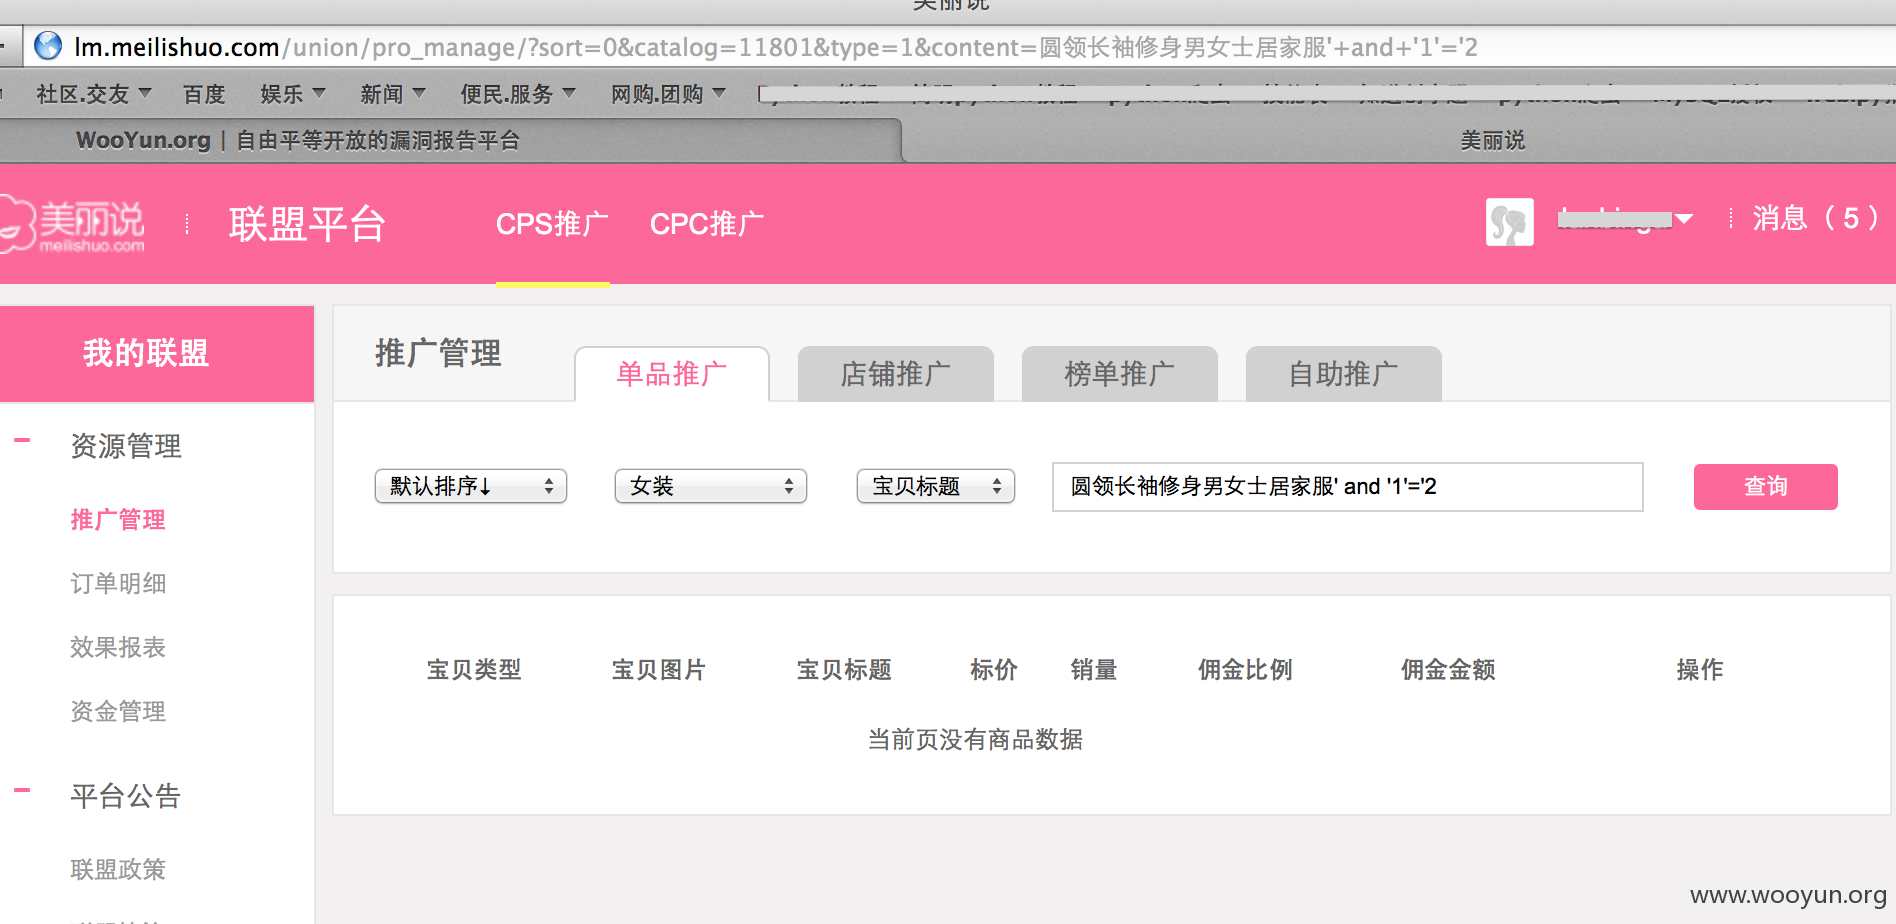 美丽说
lm.meilishuo.com/union/pro_manage/?sort=0&catalog=11801&type=1&content=圆领长袖修身男女士居家服'+and+'1'='2
社区.交友 百度 娱乐 新闻 便民.服务 网购.团购
WooYun.org | 自由平等开放的漏洞报告平台 美丽说
美丽说 meilishuo.com 联盟平台 CPS推广 CPC推广 消息（5）
我的联盟
推广管理 单品推广 店铺推广 榜单推广 自助推广
资源管理
推广管理
订单明细
效果报表
资金管理
平台公告
联盟政策
默认排序↓ 女装 宝贝标题 圆领长袖修身男女士居家服' and '1'='2 查询
宝贝类型 宝贝图片 宝贝标题 标价 销量 佣金比例 佣金金额 操作
当前页没有商品数据
www.wooyun.org